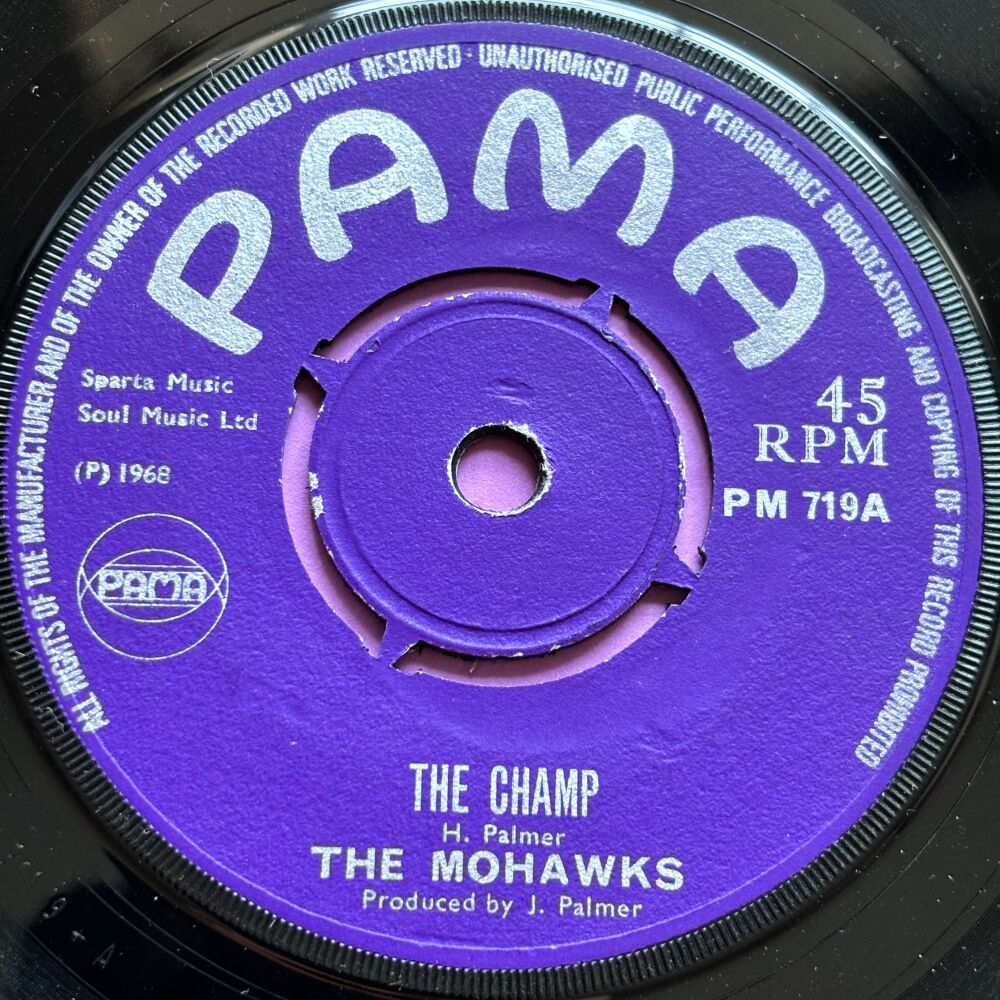 ALL RIGHTS OF THE MANUFACTURER AND OF THE OWNER OF THE RECORDED WORK RESERVED · UNAUTHORISED PUBLIC PERFORMANCE BROADCASTING AND COPYING OF THIS RECORD PROHIBITED
PAMA
Sparta Music
Soul Music Ltd
(P) 1968
PAMA
45
RPM
PM 719A
THE CHAMP
H. Palmer
THE MOHAWKS
Produced by J. Palmer